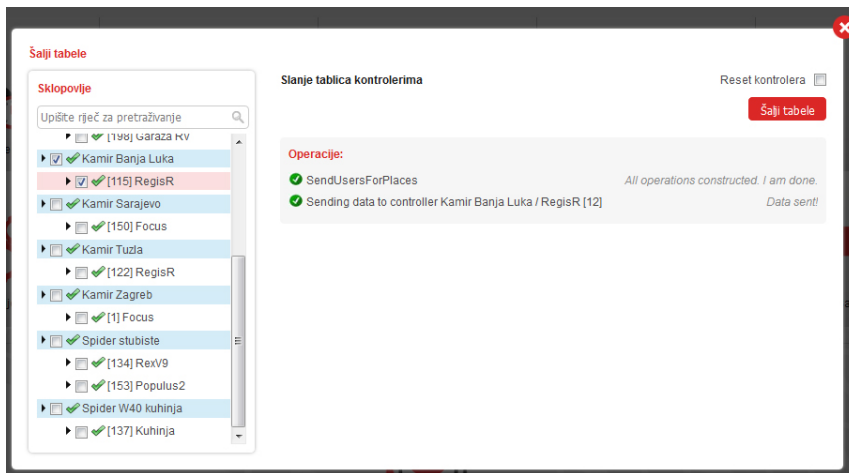 Šalji tabele
Sklopovlje
Upišite riječ za pretraživanje
[198] Garaža RV
Kamir Banja Luka
[115] RegisR
Kamir Sarajevo
[150] Focus
Kamir Tuzla
[122] RegisR
Kamir Zagreb
[1] Focus
Spider stubiste
[134] RexV9
[153] Populus2
Spider W40 kuhinja
[137] Kuhinja
Slanje tablica kontrolerima
Reset kontrolera
Šalji tabele
Operacije:
SendUsersForPlaces All operations constructed. I am done.
Sending data to controller Kamir Banja Luka / RegisR [12] Data sent!